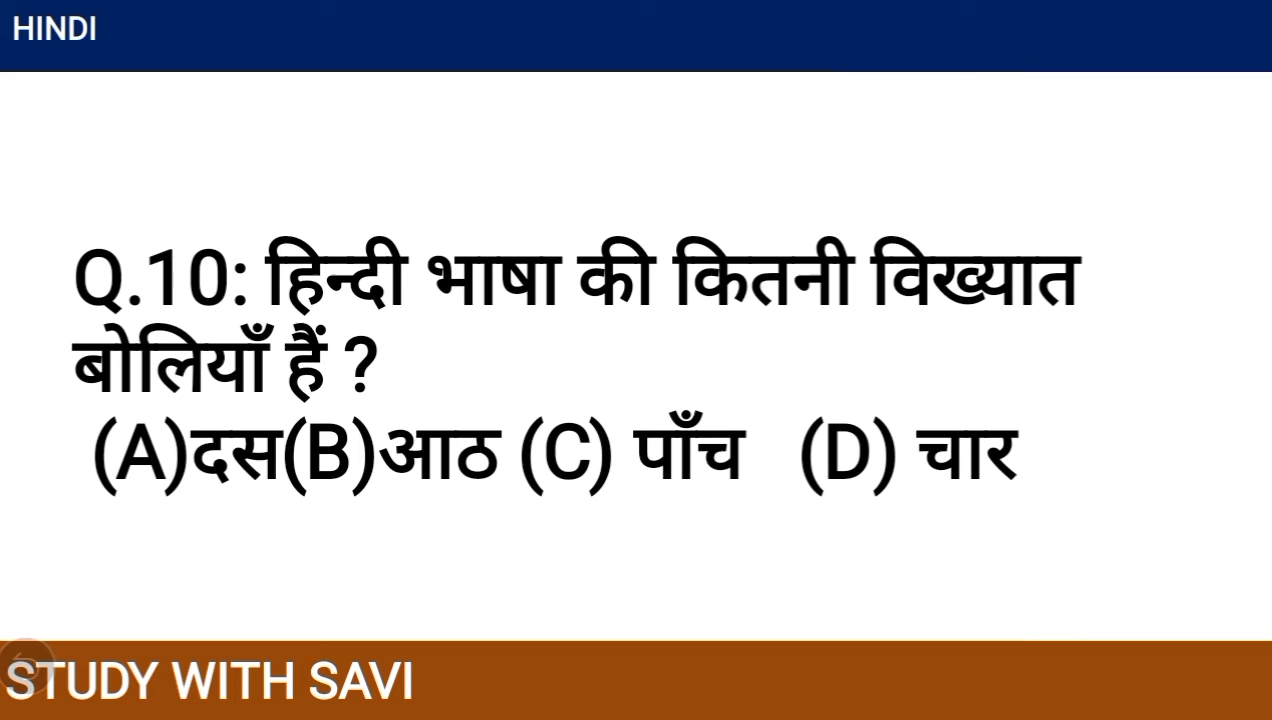 HINDI
Q.10: हिन्दी भाषा की कितनी विख्यात
बोलियाँ हैं ?
(A)दस(B)आठ (C) पाँच (D) चार
STUDY WITH SAVI